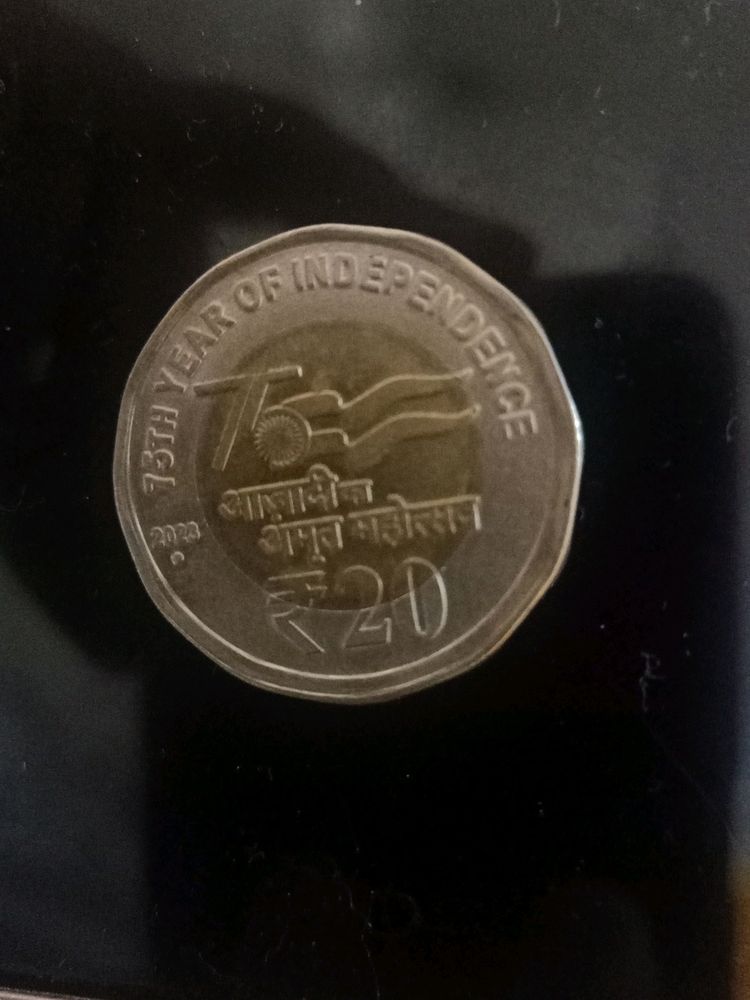 75TH YEAR OF INDEPENDENCE
75
आज़ादी का
अमृत महोत्सव
2023
₹ 20